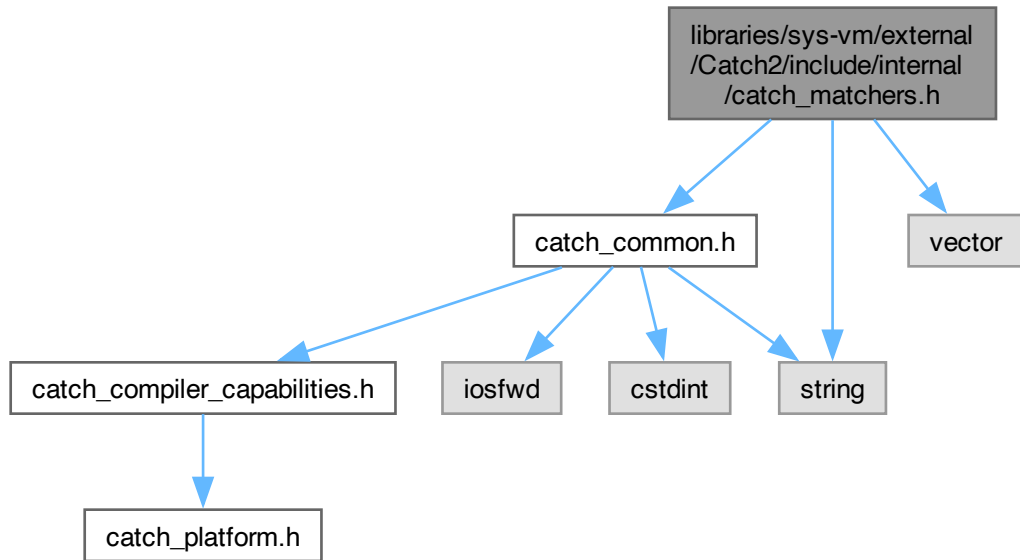 libraries/sys-vm/external
/Catch2/include/internal
/catch_matchers.h
catch_common.h
vector
catch_compiler_capabilities.h
iosfwd
cstdint
string
catch_platform.h